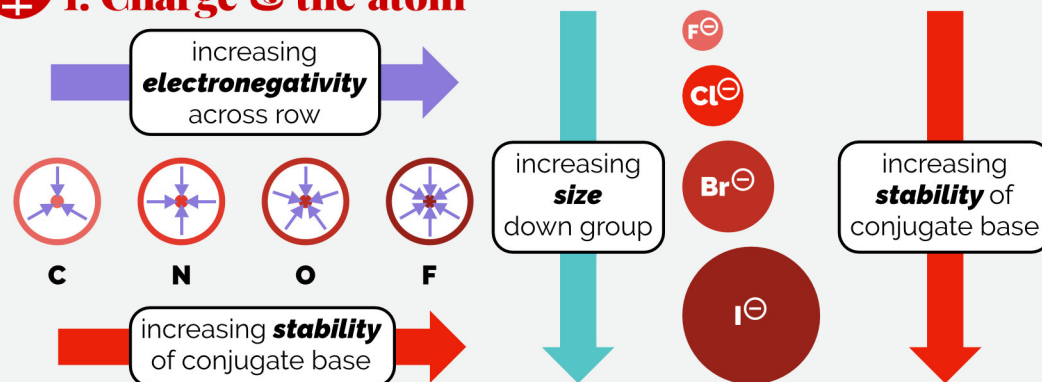 1. Charge & the atom
increasing
electronegativity
across row
C N O F
increasing stability
of conjugate base
increasing
size
down group
F⊖
Cl⊖
Br⊖
I⊖
increasing
stability of
conjugate base